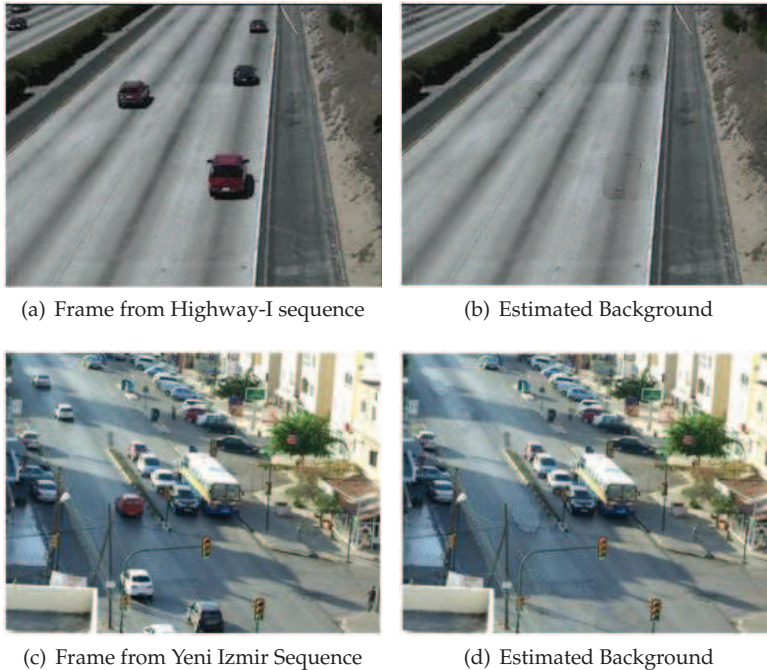 (a) Frame from Highway-I sequence
(b) Estimated Background
(c) Frame from Yeni Izmir Sequence
(d) Estimated Background